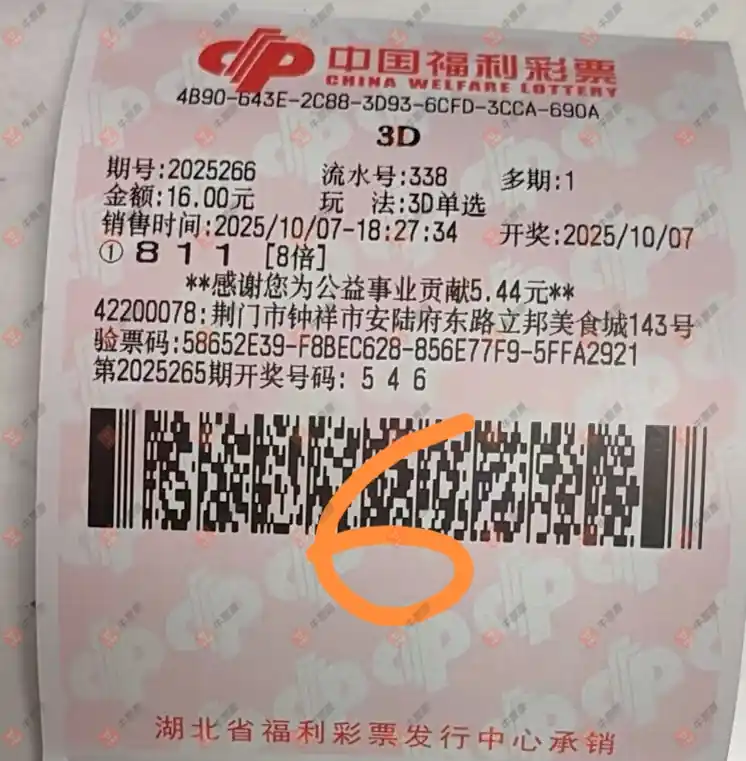 中国福利彩票
CHINA WELFARE LOTTERY
4B90-643E-2C88-3D93-6CFD-3CCA-690A
3D
期号:2025266 流水号:338 多期:1
金额:16.00元 玩 法:3D单选
销售时间:2025/10/07-18:27:34 开奖:2025/10/07
① 8 1 1 [8倍]
**感谢您为公益事业贡献5.44元**
42200078:荆门市钟祥市安陆府东路立邦美食城143号
验票码:58652E39-F8BEC628-856E77F9-5FFA2921
第2025265期开奖号码: 5 4 6
6
湖北省福利彩票发行中心承销